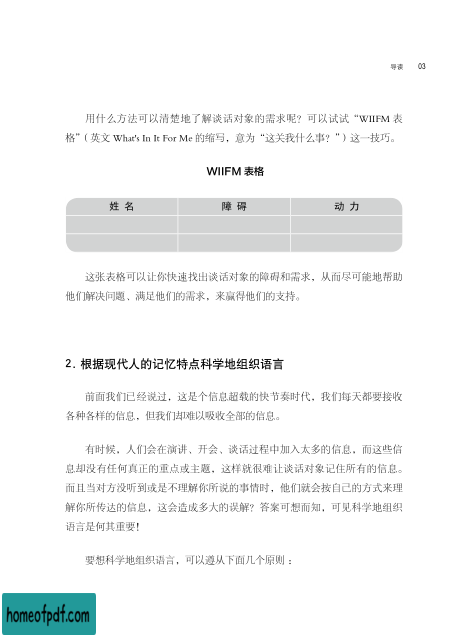 导读 03
用什么方法可以清楚地了解谈话对象的需求呢？可以试试“WIIFM 表
格”（英文 What's In It For Me 的缩写，意为“这关我什么事？”）这一技巧。
WIIFM 表格
姓 名 障 碍 动 力
这张表格可以让你快速找出谈话对象的障碍和需求，从而尽可能地帮助
他们解决问题、满足他们的需求，来赢得他们的支持。
2. 根据现代人的记忆特点科学地组织语言
前面我们已经说过，这是个信息超载的快节奏时代，我们每天都要接收
各种各样的信息，但我们却难以吸收全部的信息。
有时候，人们会在演讲、开会、谈话过程中加入太多的信息，而这些信
息却没有任何真正的重点或主题，这样就很难让谈话对象记住所有的信息。
而且当对方没听到或是不理解你所说的事情时，他们就会按自己的方式来理
解你所传达的信息，这会造成多大的误解？答案可想而知，可见科学地组织
语言是何其重要！
要想科学地组织语言，可以遵从下面几个原则：
homeofpdf.com